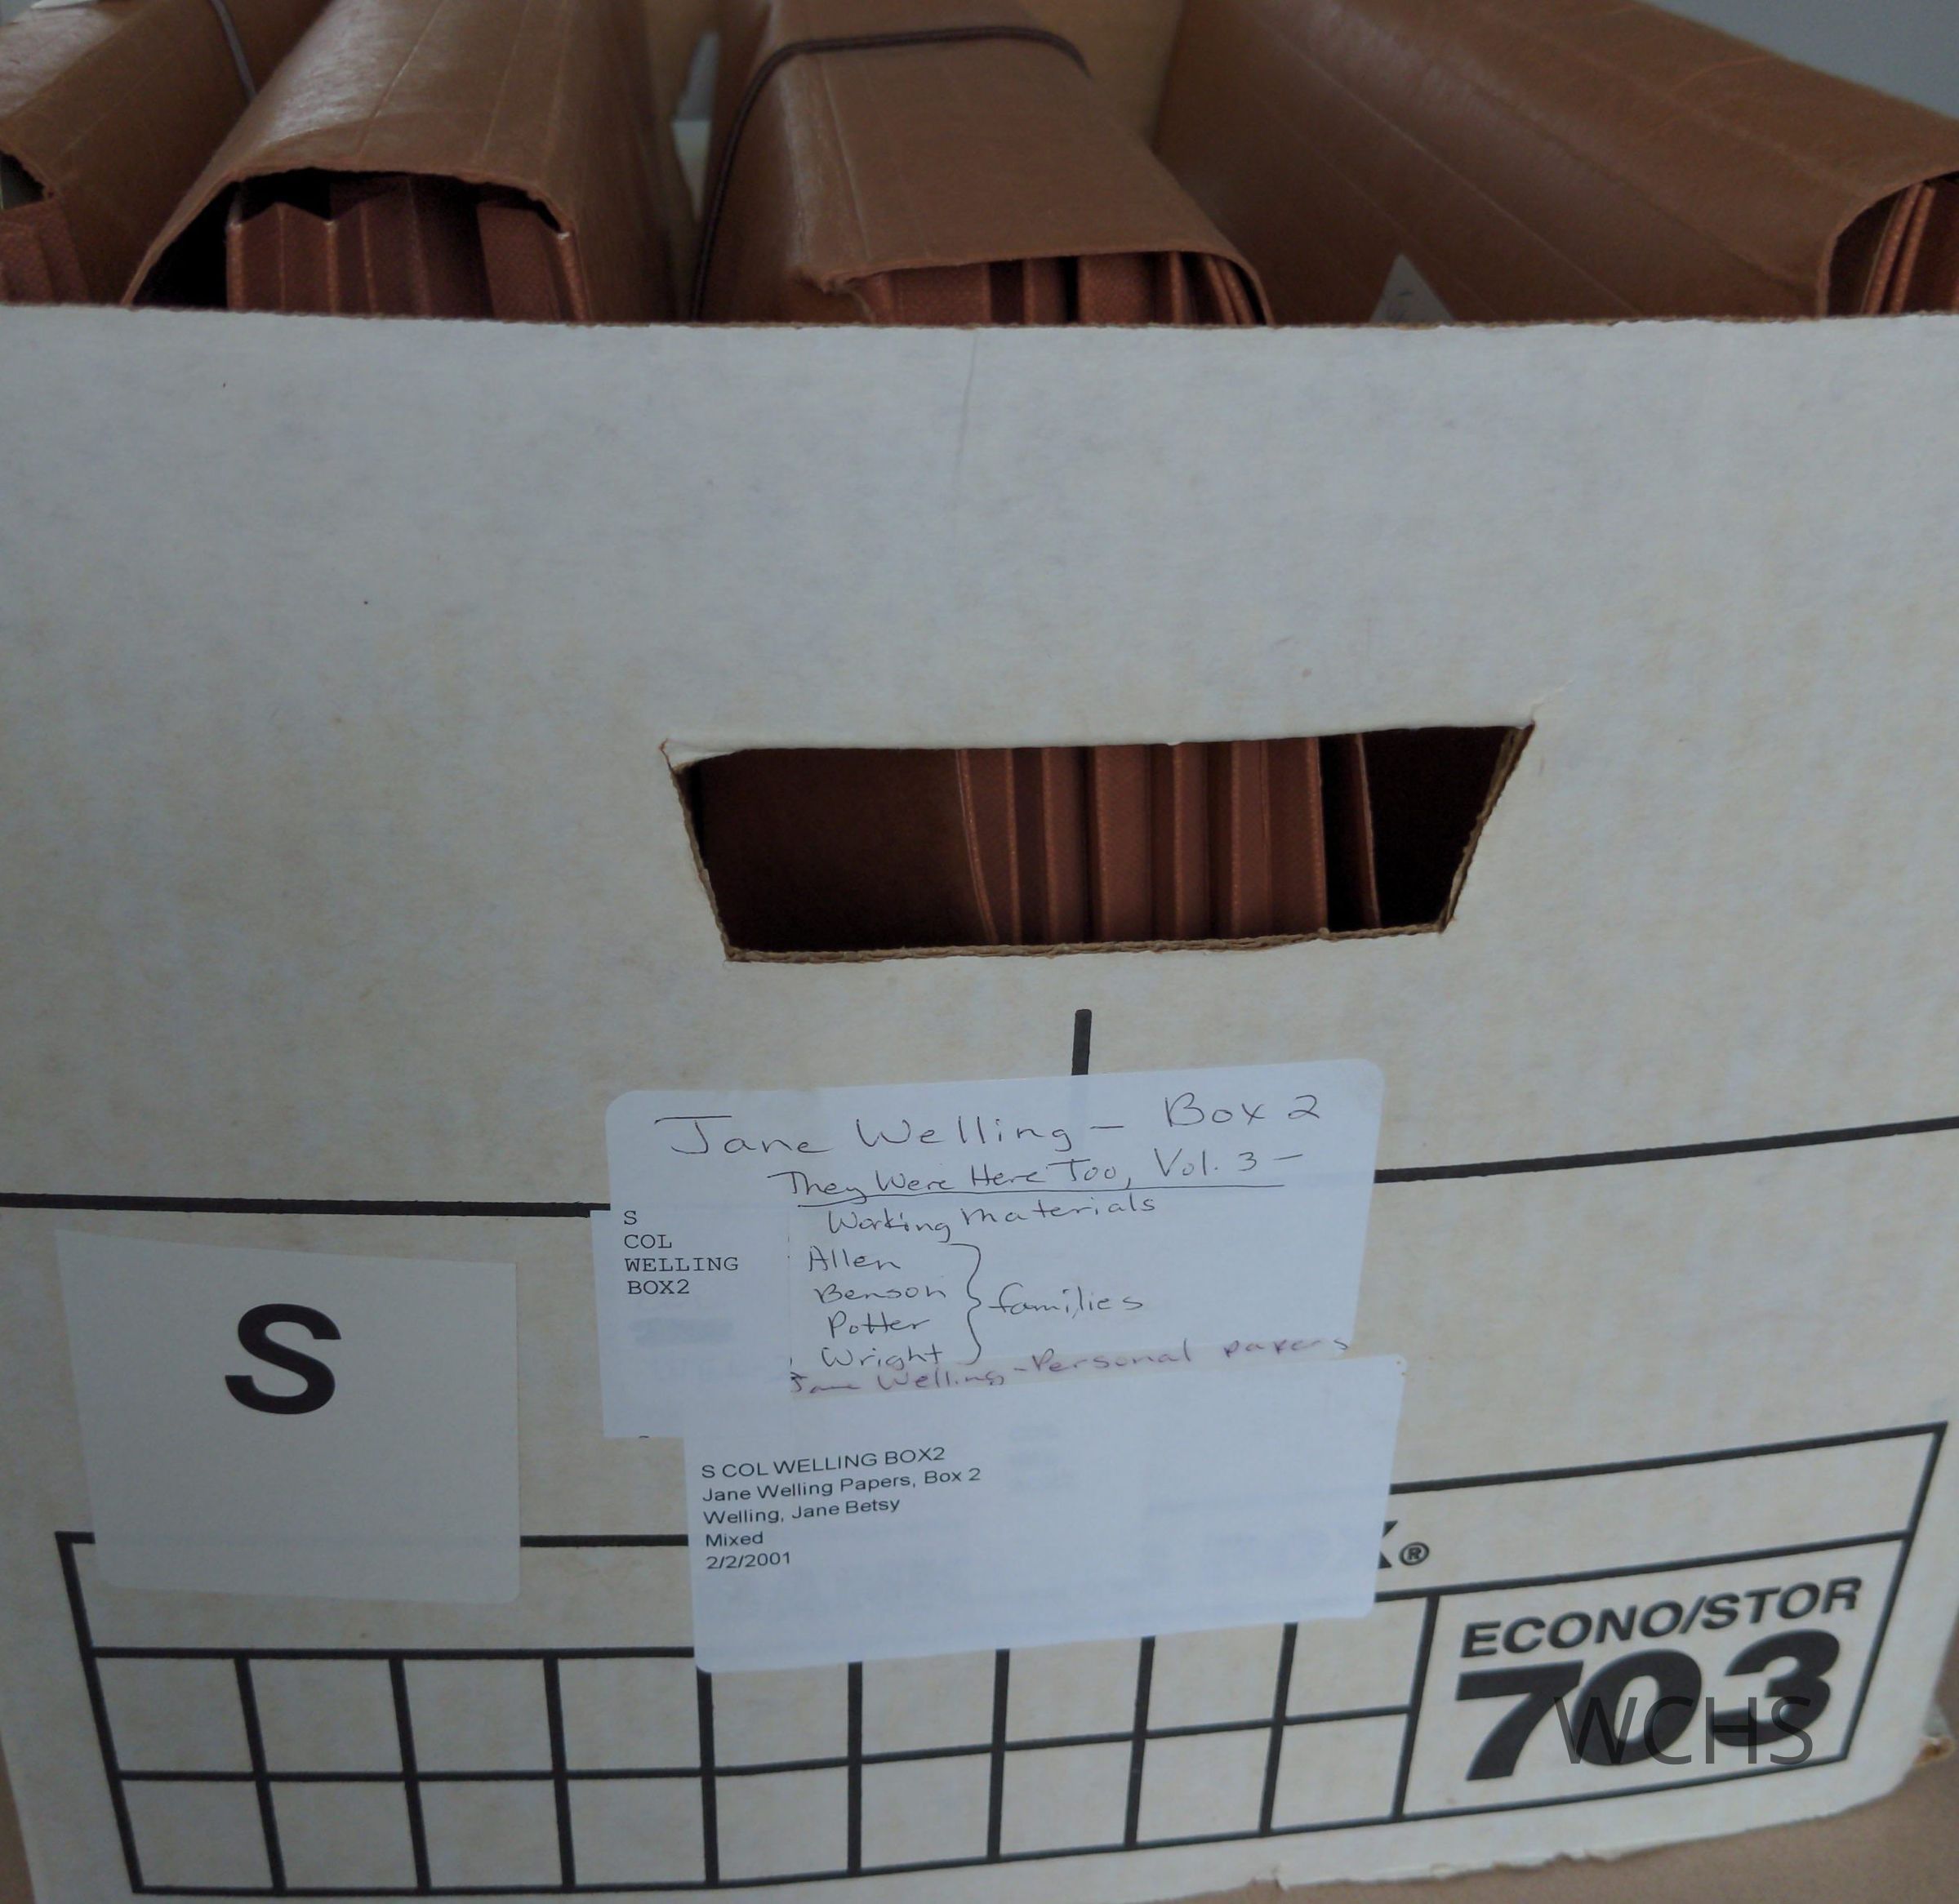 Jane Welling - Box 2
They Were Here Too, Vol. 3 -
Working Materials
Allen
Benson
Potter
Wright
families
Jane Welling - Personal papers
S
COL
WELLING
BOX2
S
S COL WELLING BOX2
Jane Welling Papers, Box 2
Welling, Jane Betsy
Mixed
2/2/2001
®
ECONO/STOR
703
WCHS